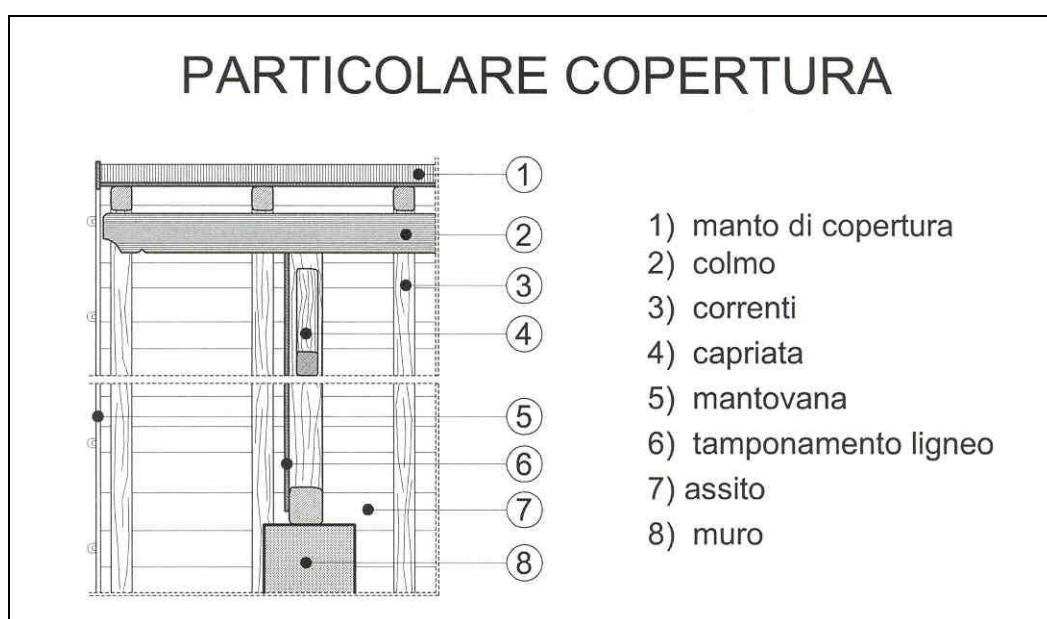 PARTICOLARE COPERTURA
1
2
3
4
5
6
7
8
1) manto di copertura
2) colmo
3) correnti
4) capriata
5) mantovana
6) tamponamento ligneo
7) assito
8) muro